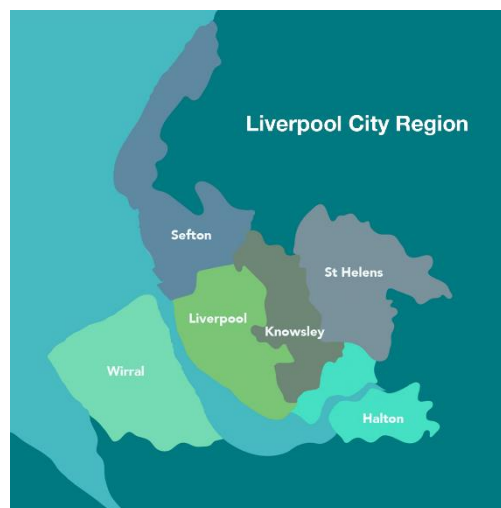 Liverpool City Region
Sefton
St Helens
Liverpool
Knowsley
Wirral
Halton